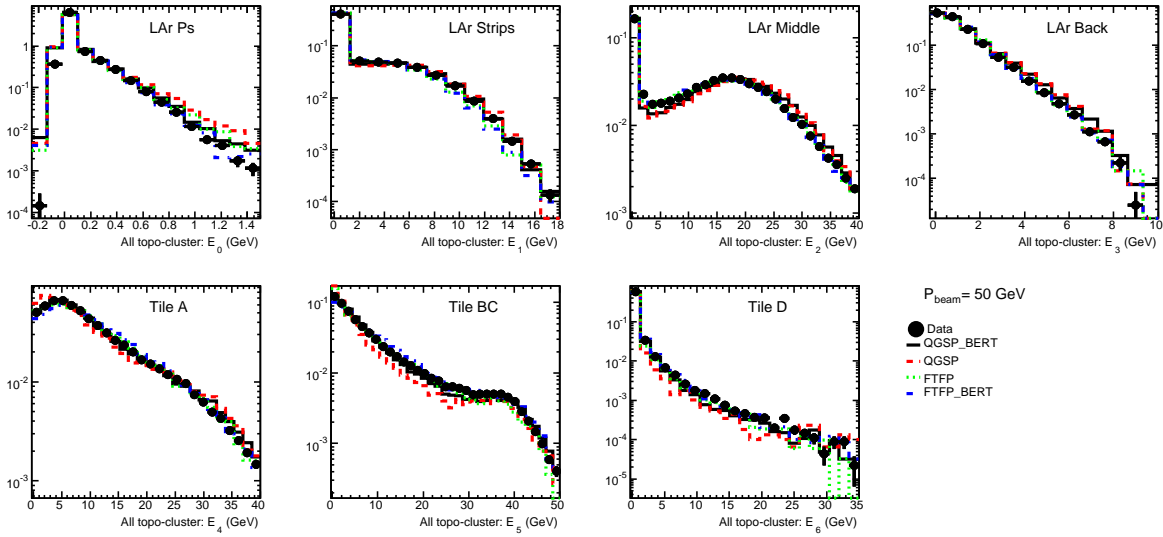 LAr Ps
1
10^-1
10^-2
10^-3
10^-4
-0.2 0 0.2 0.4 0.6 0.8 1 1.2 1.4
All topo-cluster: E_0 (GeV)
LAr Strips
10^-1
10^-2
10^-3
10^-4
0 2 4 6 8 10 12 14 16 18
All topo-cluster: E_1 (GeV)
LAr Middle
10^-1
10^-2
10^-3
0 5 10 15 20 25 30 35 40
All topo-cluster: E_2 (GeV)
LAr Back
10^-1
10^-2
10^-3
10^-4
0 2 4 6 8 10
All topo-cluster: E_3 (GeV)
Tile A
10^-2
10^-3
0 5 10 15 20 25 30 35 40
All topo-cluster: E_4 (GeV)
Tile BC
10^-1
10^-2
10^-3
0 10 20 30 40 50
All topo-cluster: E_5 (GeV)
Tile D
10^-1
10^-2
10^-3
10^-4
10^-5
0 5 10 15 20 25 30 35
All topo-cluster: E_6 (GeV)
P_beam = 50 GeV
Data
QGSP_BERT
QGSP
FTFP
FTFP_BERT